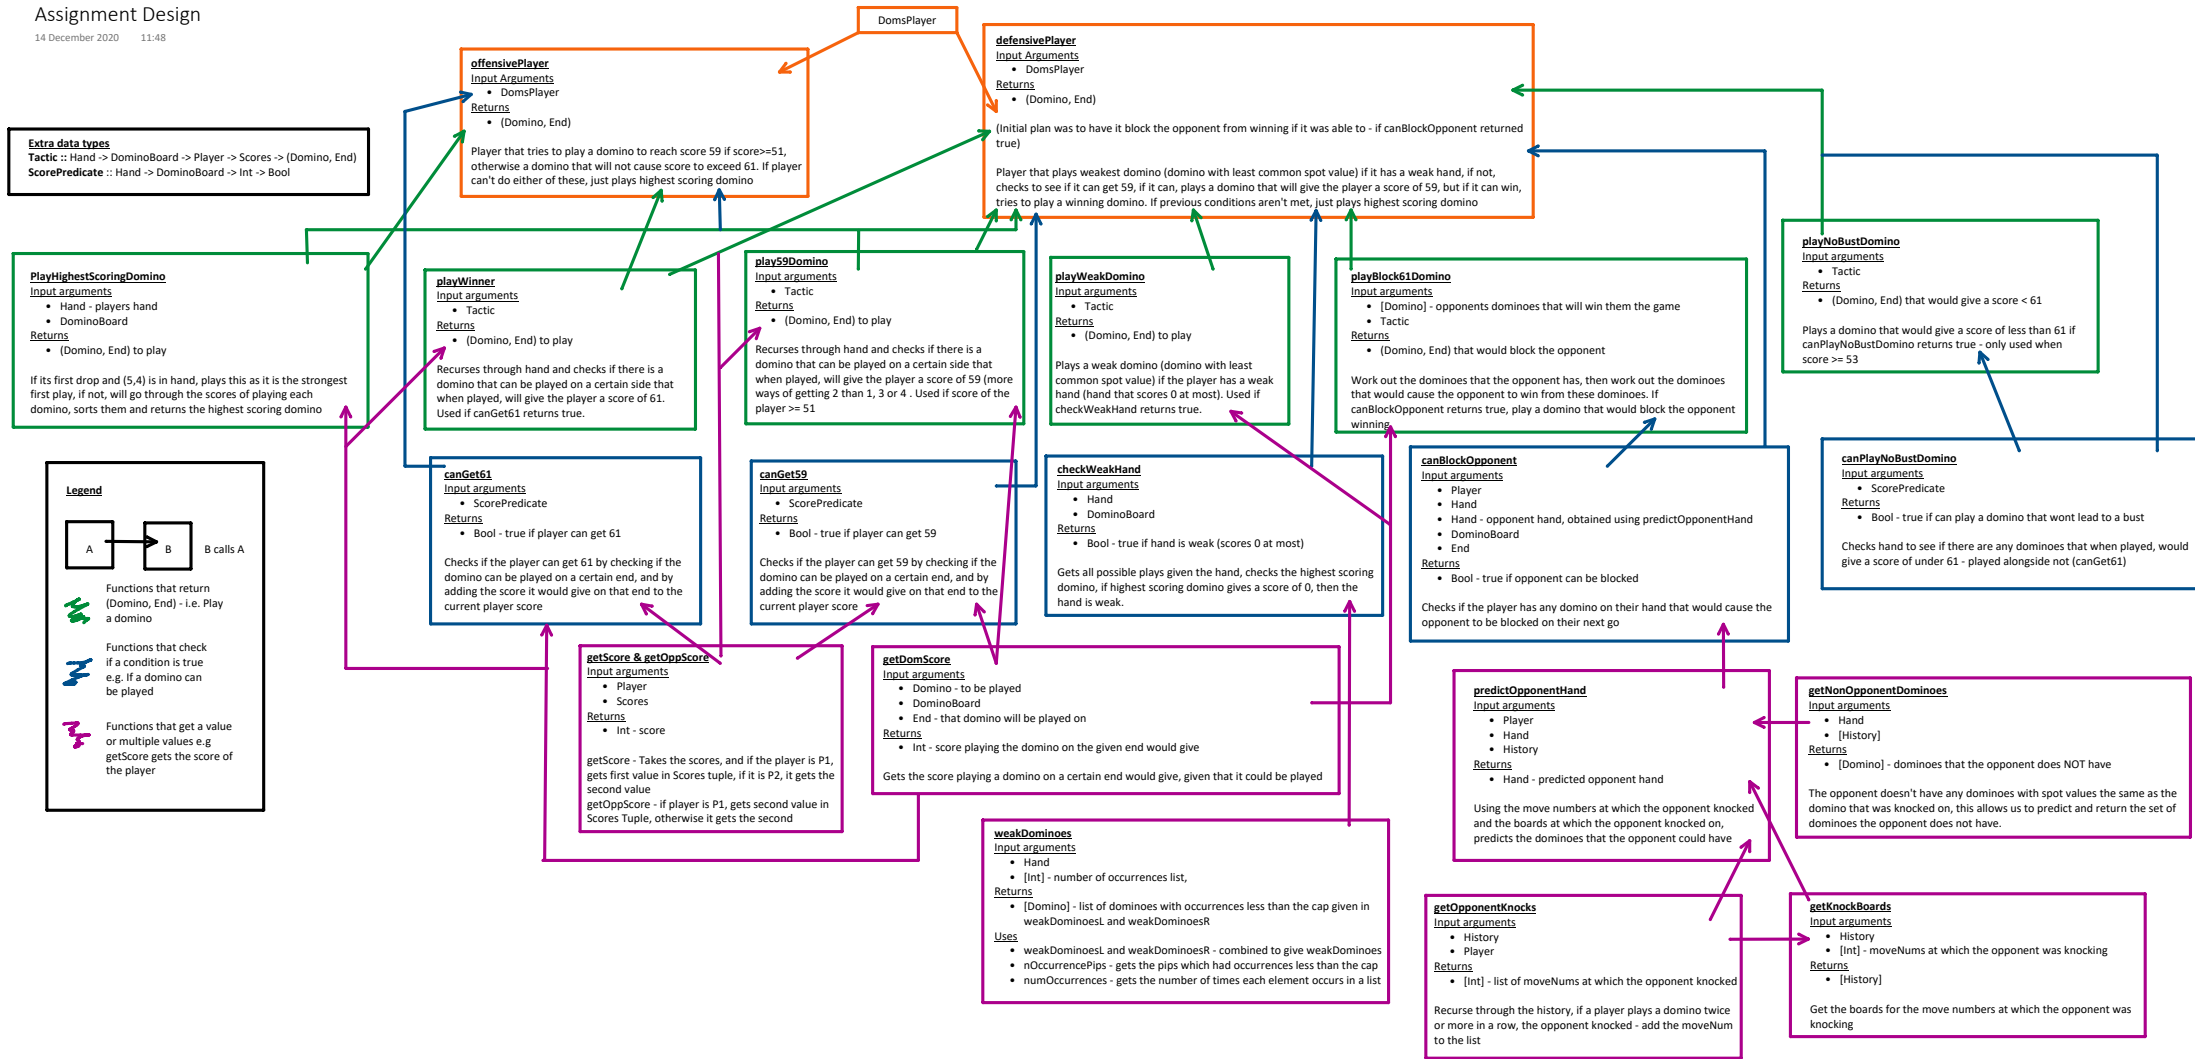 Assignment Design
14 December 2020 11:48
DomsPlayer
offensivePlayer
Input Arguments
• DomsPlayer
Returns
• (Domino, End)
Player that tries to play a domino to reach score 59 if score>=51,
otherwise a domino that will not cause score to exceed 61. If player
can't do either of these, just plays highest scoring domino
defensivePlayer
Input Arguments
• DomsPlayer
Returns
• (Domino, End)
(Initial plan was to have it block the opponent from winning if it was able to - if canBlockOpponent returned
true)
Player that plays weakest domino (domino with least common spot value) if it has a weak hand, if not,
checks to see if it can get 59, if it can, plays a domino that will give the player a score of 59, but if it can win,
tries to play a winning domino. If previous conditions aren't met, just plays highest scoring domino
Extra data types
Tactic :: Hand -> DominoBoard -> Player -> Scores -> (Domino, End)
ScorePredicate :: Hand -> DominoBoard -> Int -> Bool
PlayHighestScoringDomino
Input arguments
• Hand - players hand
• DominoBoard
Returns
• (Domino, End) to play
If its first drop and (5,4) is in hand, plays this as it is the strongest
first play, if not, will go through the scores of playing each
domino, sorts them and returns the highest scoring domino
playWinner
Input arguments
• Tactic
Returns
• (Domino, End) to play
Recurses through hand and checks if there is a
domino that can be played on a certain side that
when played, will give the player a score of 61.
Used if canGet61 returns true.
play59Domino
Input arguments
• Tactic
Returns
• (Domino, End) to play
Recurses through hand and checks if there is a
domino that can be played on a certain side that
when played, will give the player a score of 59 (more
ways of getting 2 than 1, 3 or 4 . Used if score of the
player >= 51
playWeakDomino
Input arguments
• Tactic
Returns
• (Domino, End) to play
Plays a weak domino (domino with least
common spot value) if the player has a weak
hand (hand that scores 0 at most). Used if
checkWeakHand returns true.
playBlock61Domino
Input arguments
• [Domino] - opponents dominoes that will win them the game
• Tactic
Returns
• (Domino, End) that would block the opponent
Work out the dominoes that the opponent has, then work out the dominoes
that would cause the opponent to win from these dominoes. If
canBlockOpponent returns true, play a domino that would block the opponent
winning
playNoBustDomino
Input arguments
• Tactic
Returns
• (Domino, End) that would give a score < 61
Plays a domino that would give a score of less than 61 if
canPlayNoBustDomino returns true - only used when
score >= 53
Legend
A
B
B calls A
Functions that return
(Domino, End) - i.e. Play
a domino
Functions that check
if a condition is true
e.g. If a domino can
be played
Functions that get a value
or multiple values e.g
getScore gets the score of
the player
canGet61
Input arguments
• ScorePredicate
Returns
• Bool - true if player can get 61
Checks if the player can get 61 by checking if the
domino can be played on a certain end, and by
adding the score it would give on that end to the
current player score
canGet59
Input arguments
• ScorePredicate
Returns
• Bool - true if player can get 59
Checks if the player can get 59 by checking if the
domino can be played on a certain end, and by
adding the score it would give on that end to the
current player score
checkWeakHand
Input arguments
• Hand
• DominoBoard
Returns
• Bool - true if hand is weak (scores 0 at most)
Gets all possible plays given the hand, checks the highest scoring
domino, if highest scoring domino gives a score of 0, then the
hand is weak.
canBlockOpponent
Input arguments
• Player
• Hand
• Hand - opponent hand, obtained using predictOpponentHand
• DominoBoard
• End
Returns
• Bool - true if opponent can be blocked
Checks if the player has any domino on their hand that would cause the
opponent to be blocked on their next go
canPlayNoBustDomino
Input arguments
• ScorePredicate
Returns
• Bool - true if can play a domino that wont lead to a bust
Checks hand to see if there are any dominoes that when played, would
give a score of under 61 - played alongside not (canGet61)
getScore & getOppScore
Input arguments
• Player
• Scores
Returns
• Int - score
getScore - Takes the scores, and if the player is P1,
gets first value in Scores tuple, if it is P2, it gets the
second value
getOppScore - if player is P1, gets second value in
Scores Tuple, otherwise it gets the second
getDomScore
Input arguments
• Domino - to be played
• DominoBoard
• End - that domino will be played on
Returns
• Int - score playing the domino on the given end would give
Gets the score playing a domino on a certain end would give, given that it could be played
weakDominoes
Input arguments
• Hand
• [Int] - number of occurrences list,
Returns
• [Domino] - list of dominoes with occurrences less than the cap given in
weakDominoesL and weakDominoesR
Uses
• weakDominoesL and weakDominoesR - combined to give weakDominoes
• nOccurrencePips - gets the pips which had occurrences less than the cap
• numOccurrences - gets the number of times each element occurs in a list
predictOpponentHand
Input arguments
• Player
• Hand
• History
Returns
• Hand - predicted opponent hand
Using the move numbers at which the opponent knocked
and the boards at which the opponent knocked on,
predicts the dominoes that the opponent could have
getNonOpponentDominoes
Input arguments
• Hand
• [History]
Returns
• [Domino] - dominoes that the opponent does NOT have
The opponent doesn't have any dominoes with spot values the same as the
domino that was knocked on, this allows us to predict and return the set of
dominoes the opponent does not have.
getOpponentKnocks
Input arguments
• History
• Player
Returns
• [Int] - list of moveNums at which the opponent knocked
Recurse through the history, if a player plays a domino twice
or more in a row, the opponent knocked - add the moveNum
to the list
getKnockBoards
Input arguments
• History
• [Int] - moveNums at which the opponent was knocking
Returns
• [History]
Get the boards for the move numbers at which the opponent was
knocking